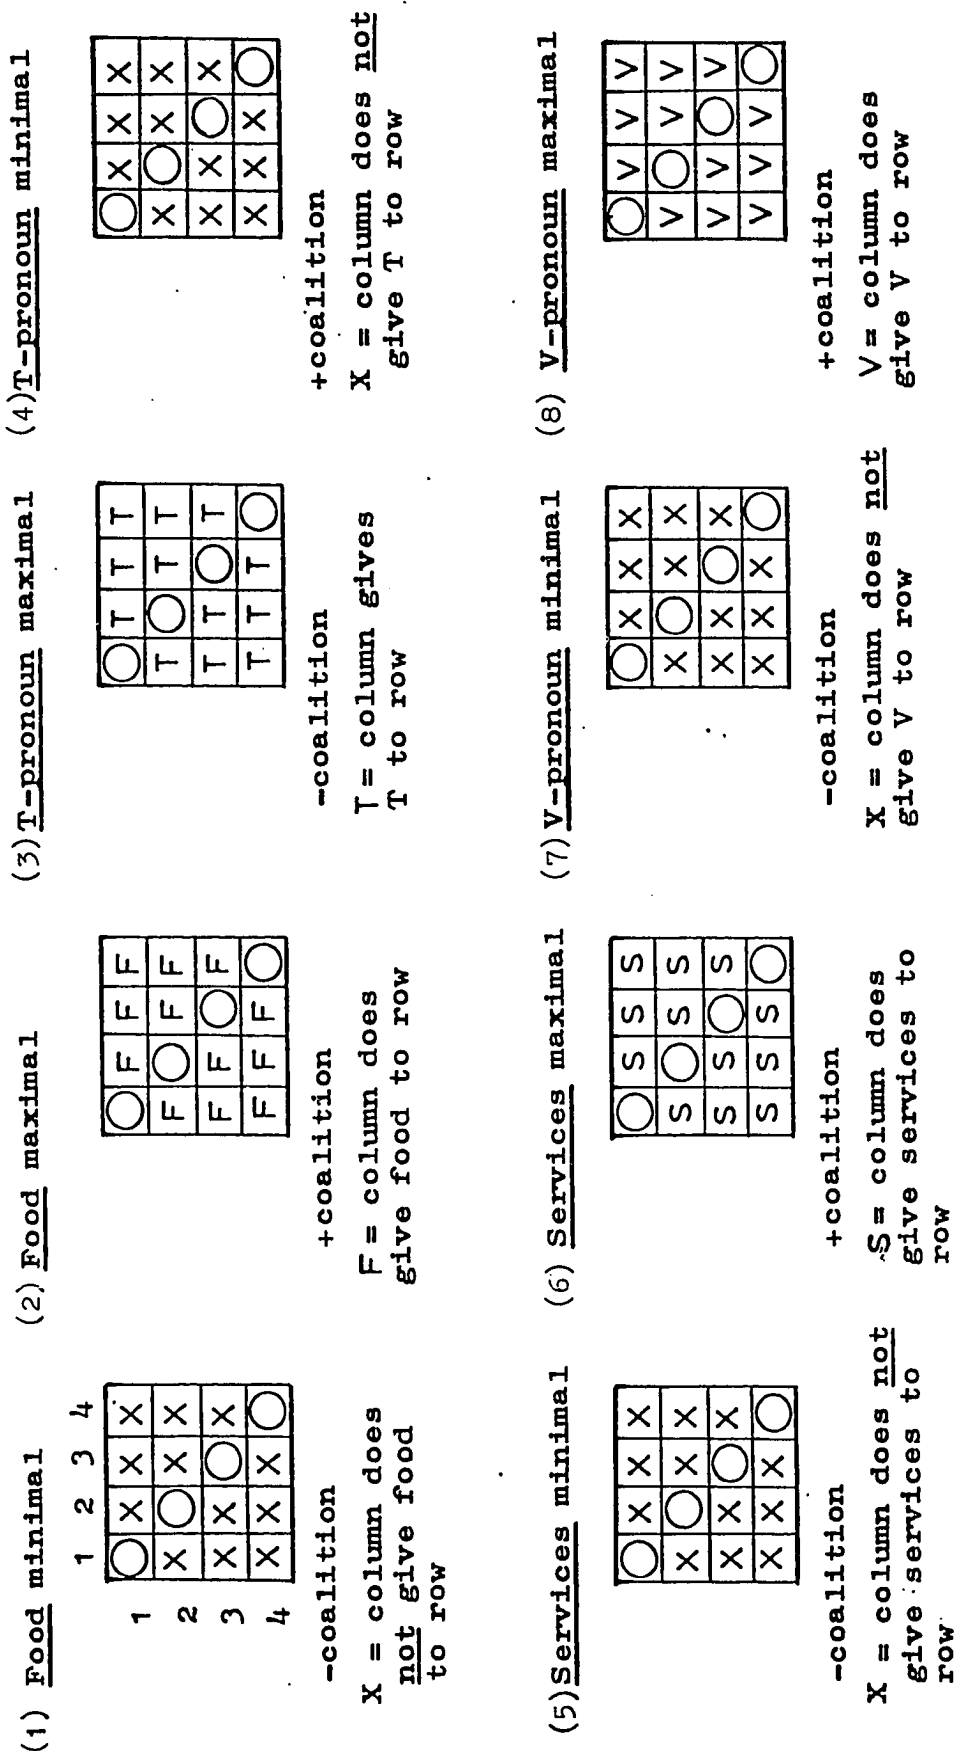 (1) Food minimal
1 2 3 4
1 O X X X
2 X O X X
3 X X O X
4 X X X O
-coalition
X = column does
not give food
to row
(2) Food maximal
O F F F
F O F F
F F O F
F F F O
+coalition
F = column does
give food to row
(3) T-pronoun maximal
O T T T
T O T T
T T O T
T T T O
-coalition
T = column gives
T to row
(4) T-pronoun minimal
O X X X
X O X X
X X O X
X X X O
+coalition
X = column does not
give T to row
(5) Services minimal
O X X X
X O X X
X X O X
X X X O
-coalition
X = column does not
give services to
row
(6) Services maximal
O S S S
S O S S
S S O S
S S S O
+coalition
S = column does
give services to
row
(7) V-pronoun minimal
O X X X
X O X X
X X O X
X X X O
-coalition
X = column does not
give V to row
(8) V-pronoun maximal
O V V V
V O V V
V V O V
V V V O
+coalition
V = column does
give V to row